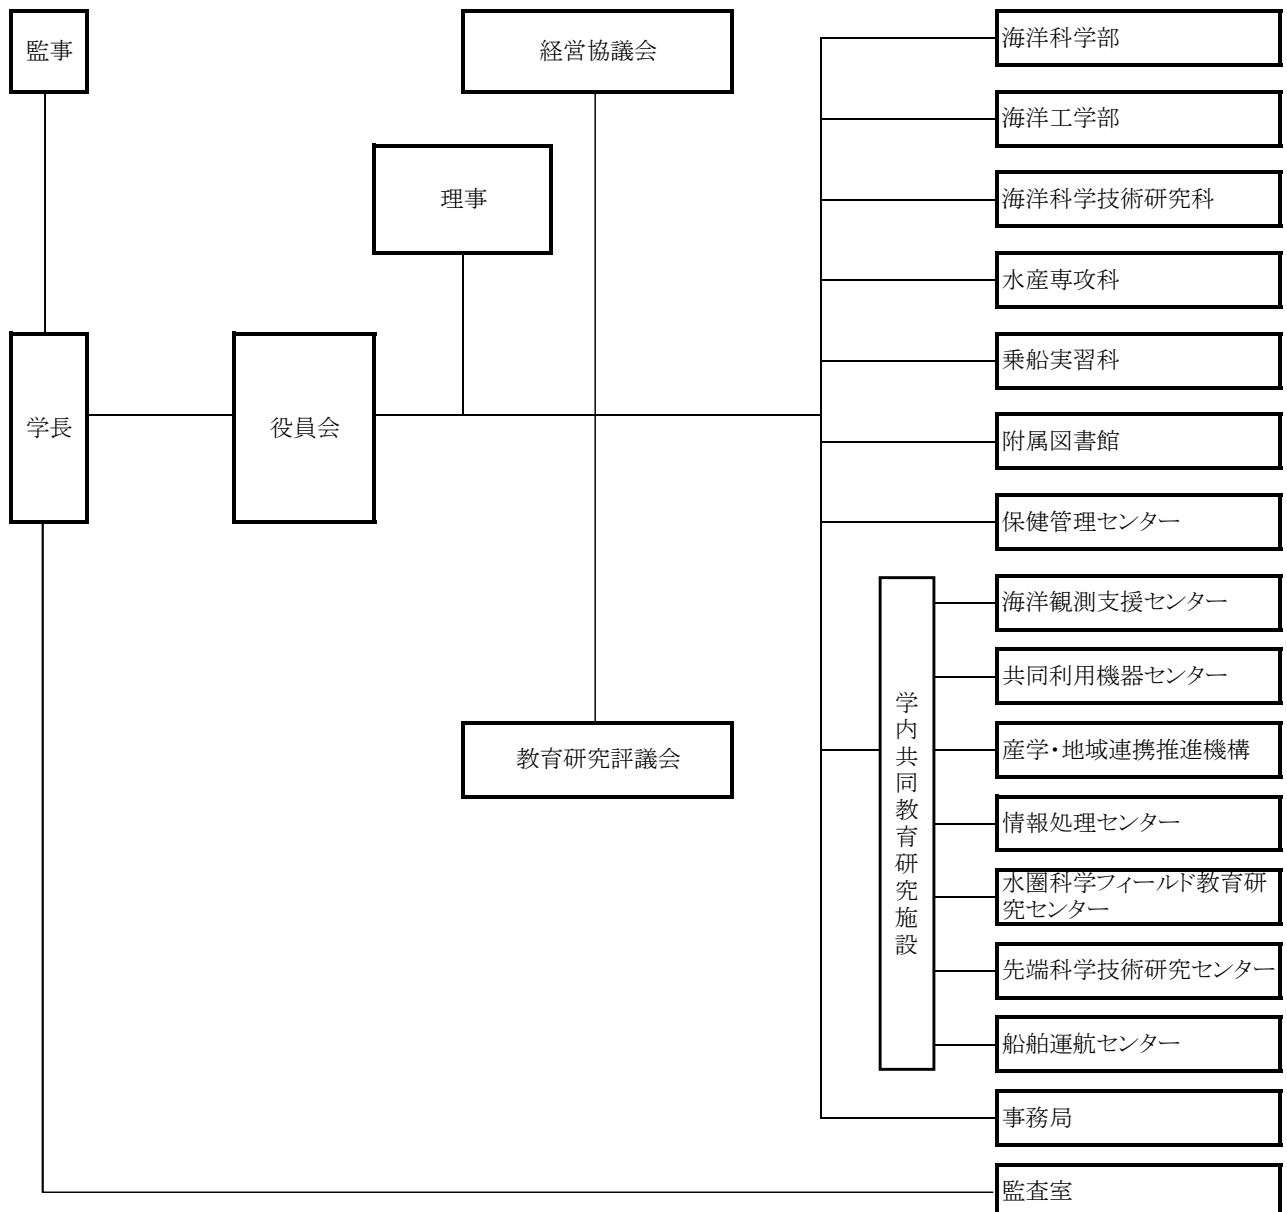 監事
経営協議会
理事
学長
役員会
教育研究評議会
海洋科学部
海洋工学部
海洋科学技術研究科
水産専攻科
乗船実習科
附属図書館
保健管理センター
学内共同教育研究施設
海洋観測支援センター
共同利用機器センター
産学・地域連携推進機構
情報処理センター
水圏科学フィールド教育研
究センター
先端科学技術研究センター
船舶運航センター
事務局
監査室